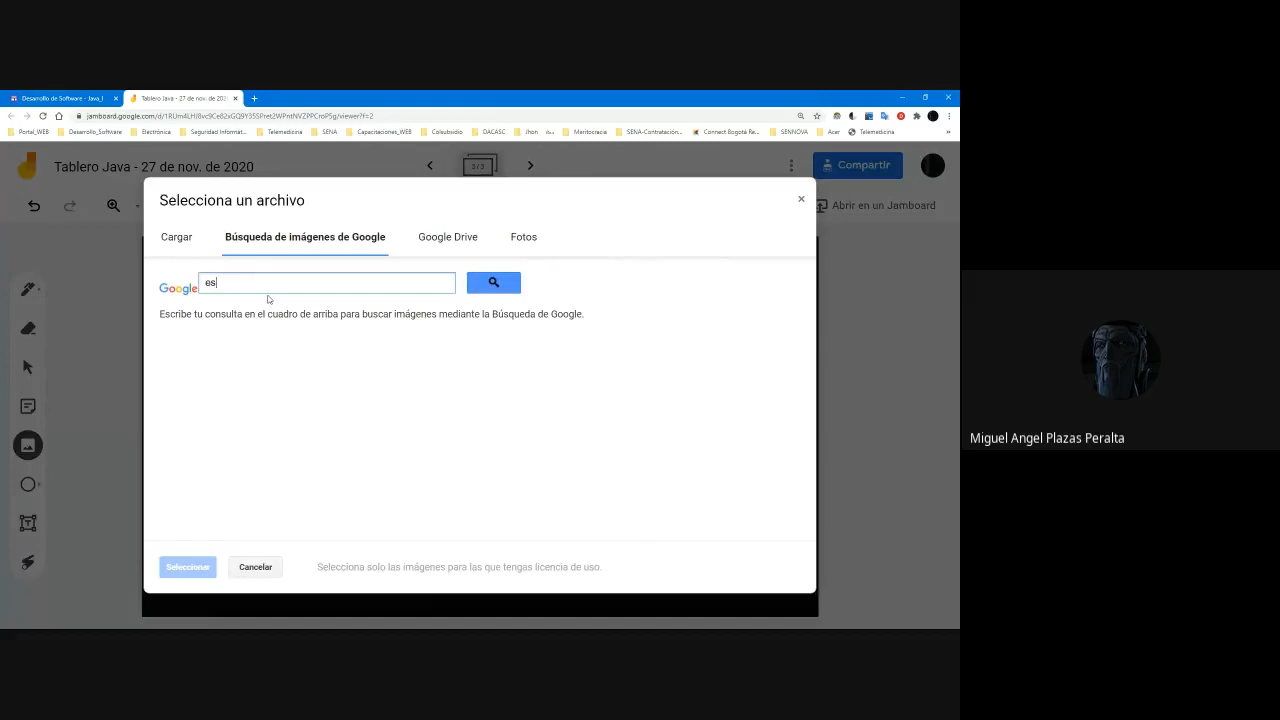 Desarrollo de Software - Java_I
Tablero Java - 27 de nov. de 202
jamboard.google.com/d/1RUm4LHJ8vc9Ce82xGQ9Y35SPret2WPntNVZPPCroP5g/viewer?f=2
Portal_WEB Desarrollo_Software Electrónica Seguridad Informát... Telemedicina SENA Capacitaciones_WEB Colsubsidio DACASC Jhon Meritocracia SENA-Contratación... Connect Bogotá Re... SENNOVA Acer Telemedicina
Tablero Java - 27 de nov. de 2020
3/3
Compartir
Abrir en un Jamboard
Selecciona un archivo
Cargar Búsqueda de imágenes de Google Google Drive Fotos
Google es
Escribe tu consulta en el cuadro de arriba para buscar imágenes mediante la Búsqueda de Google.
Seleccionar Cancelar Selecciona solo las imágenes para las que tengas licencia de uso.
Miguel Angel Plazas Peralta